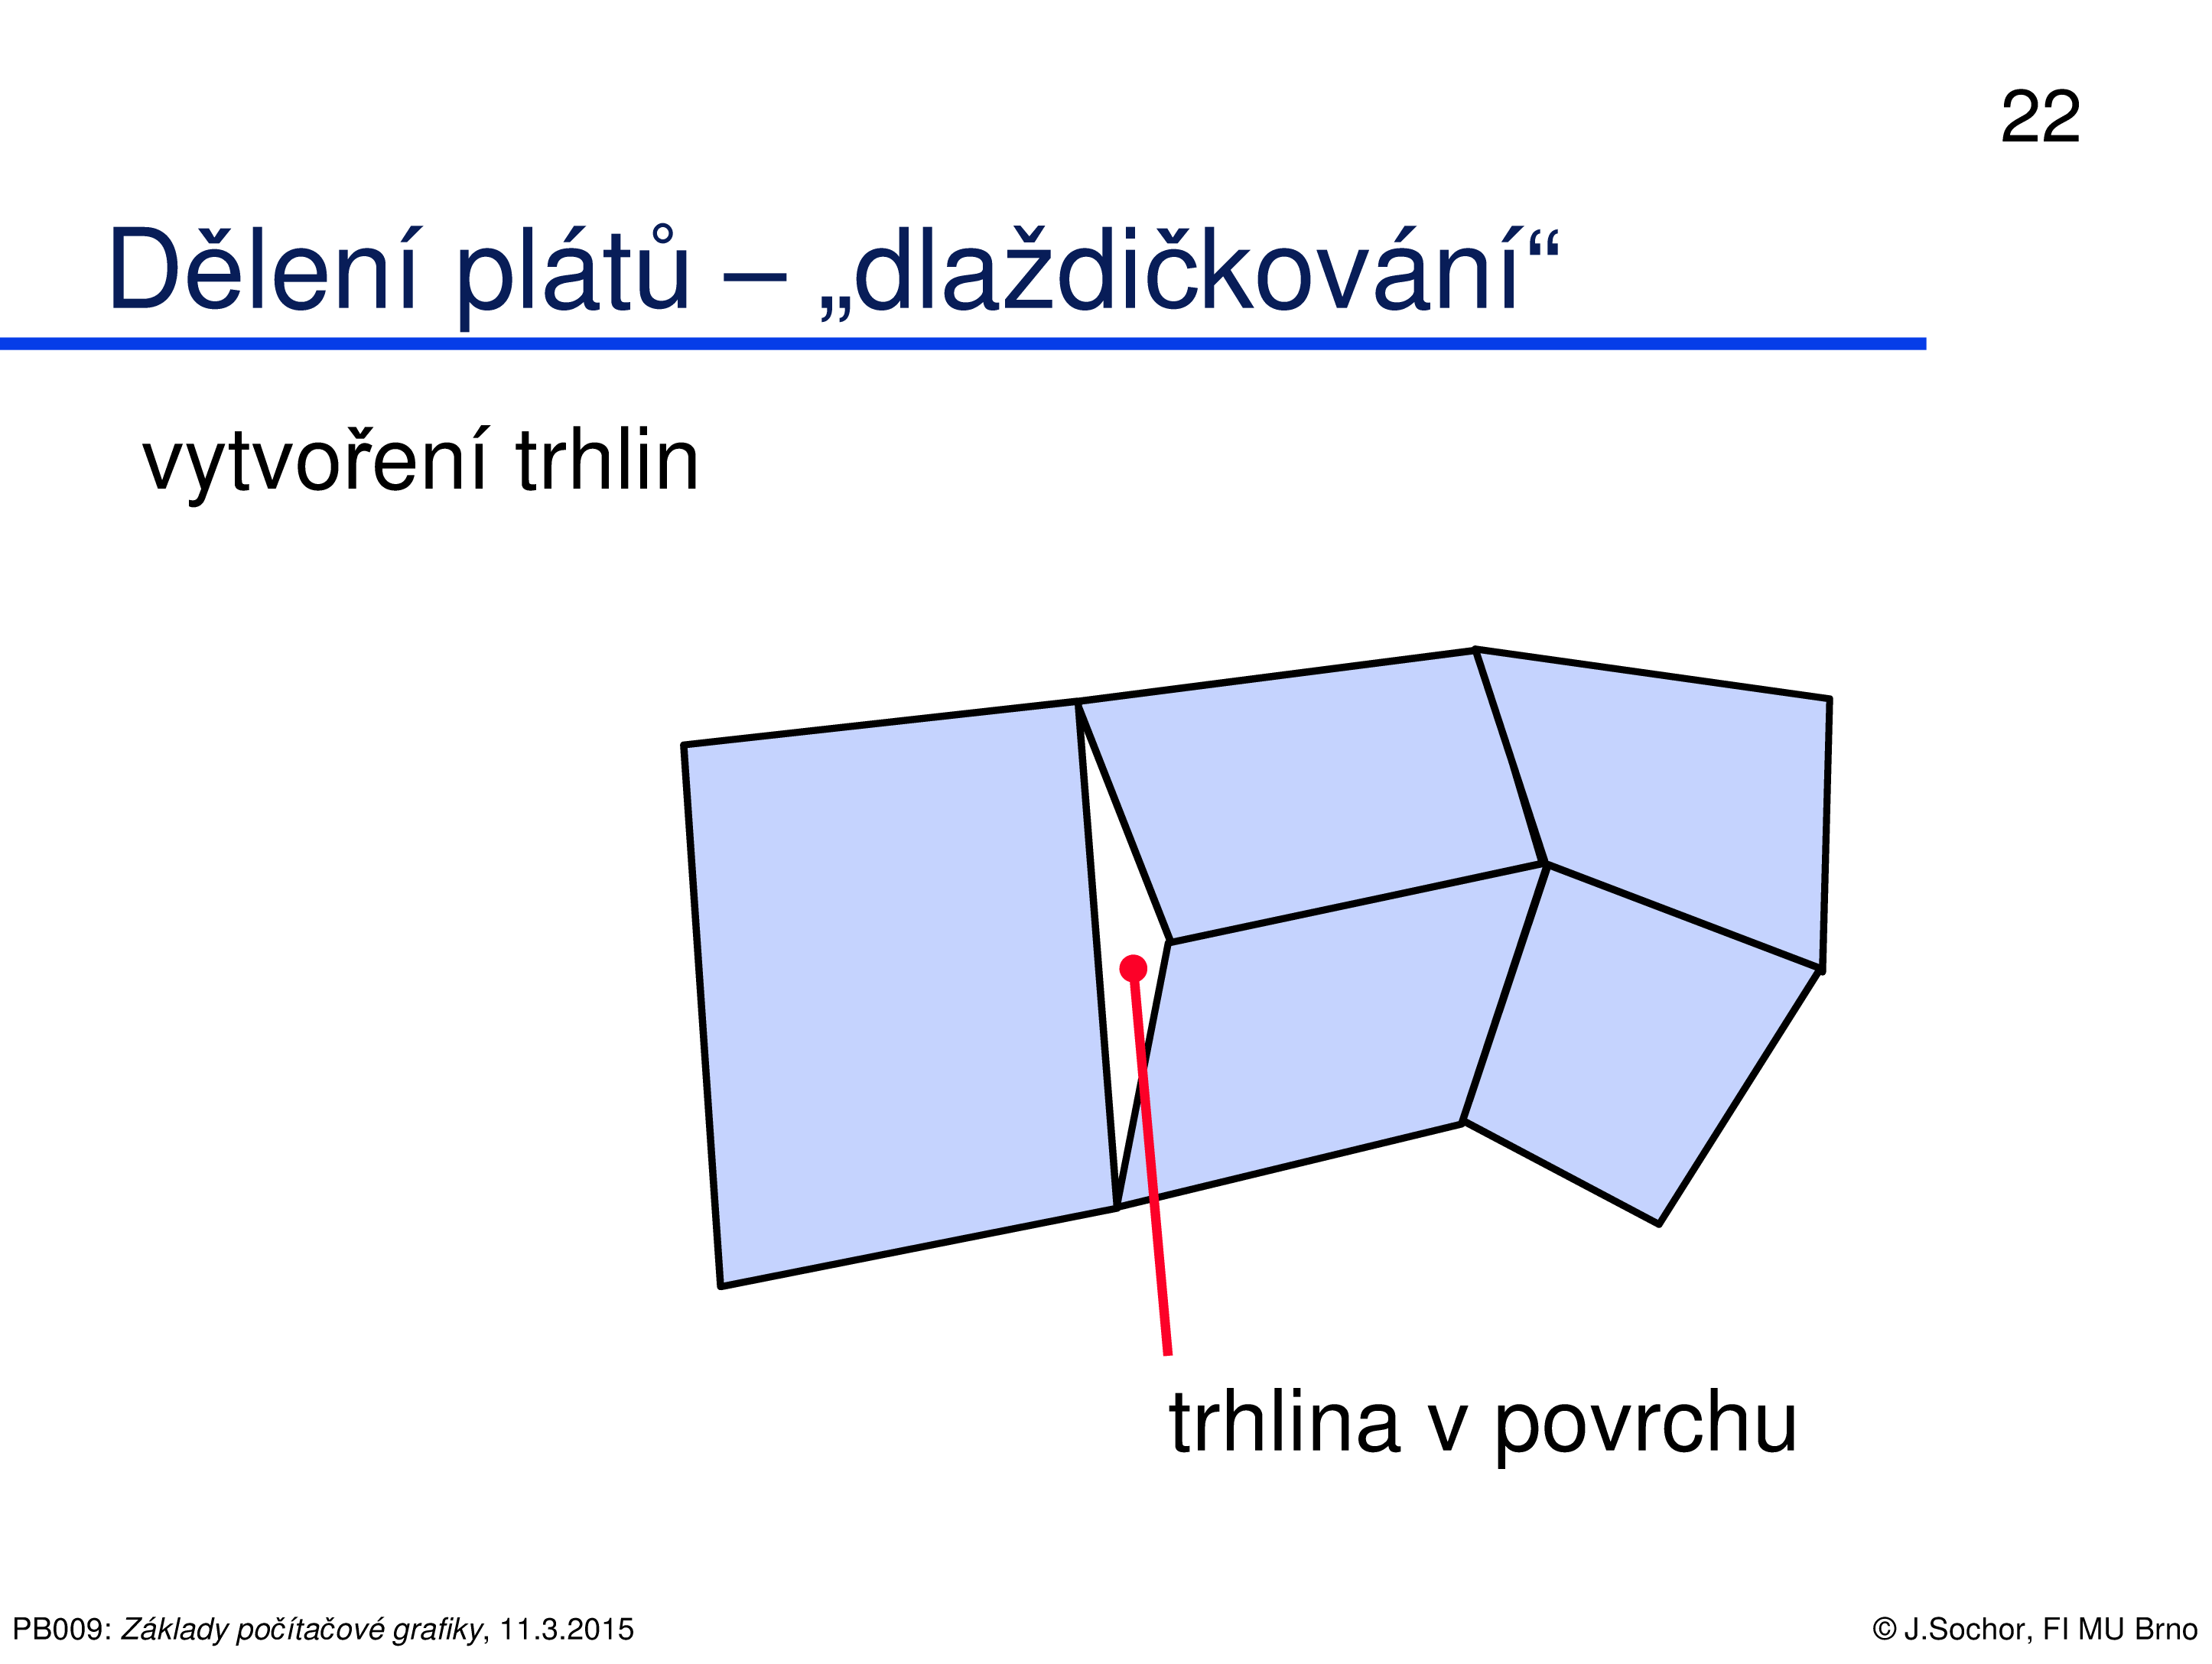 22
Dělení plátů – „dlaždičkování“
vytvoření trhlin
trhlina v povrchu
PB009: Základy počítačové grafiky, 11.3.2015
© J.Sochor, FI MU Brno